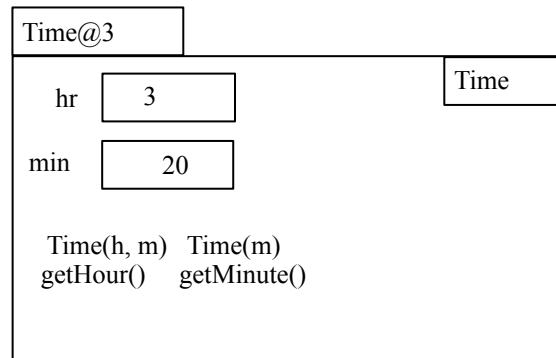 Time@3
Time
hr 3
min 20
Time(h, m) Time(m)
getHour() getMinute()